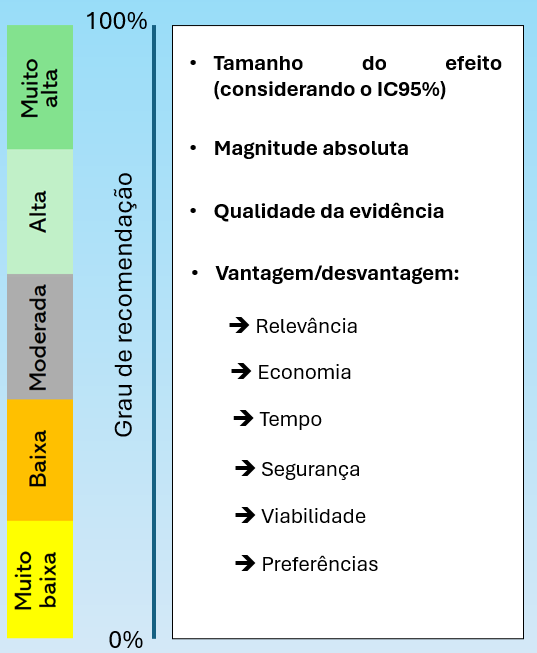 100%
Muito
alta
Alta
Moderada
Baixa
Muito
baixa
Grau de recomendação
0%
• Tamanho do efeito
(considerando o IC95%)
• Magnitude absoluta
• Qualidade da evidência
• Vantagem/desvantagem:
➔ Relevância
➔ Economia
➔ Tempo
➔ Segurança
➔ Viabilidade
➔ Preferências